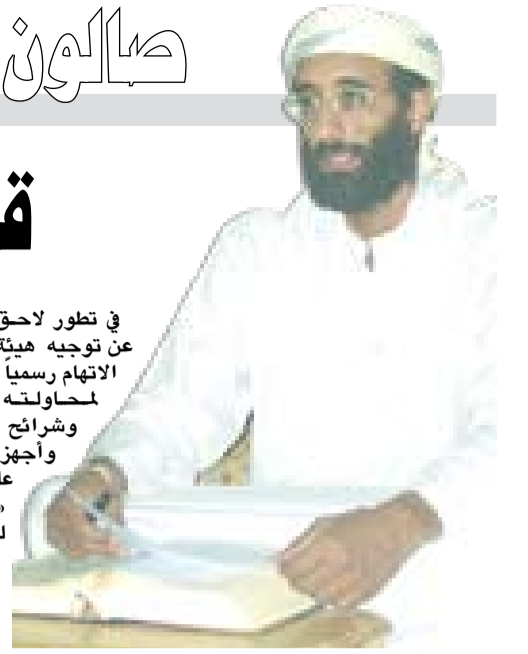 صالون
في تطور لاحق
عن توجيه هيئة
الاتهام رسمياً
لمحاولته
وشرائح
وأجهز